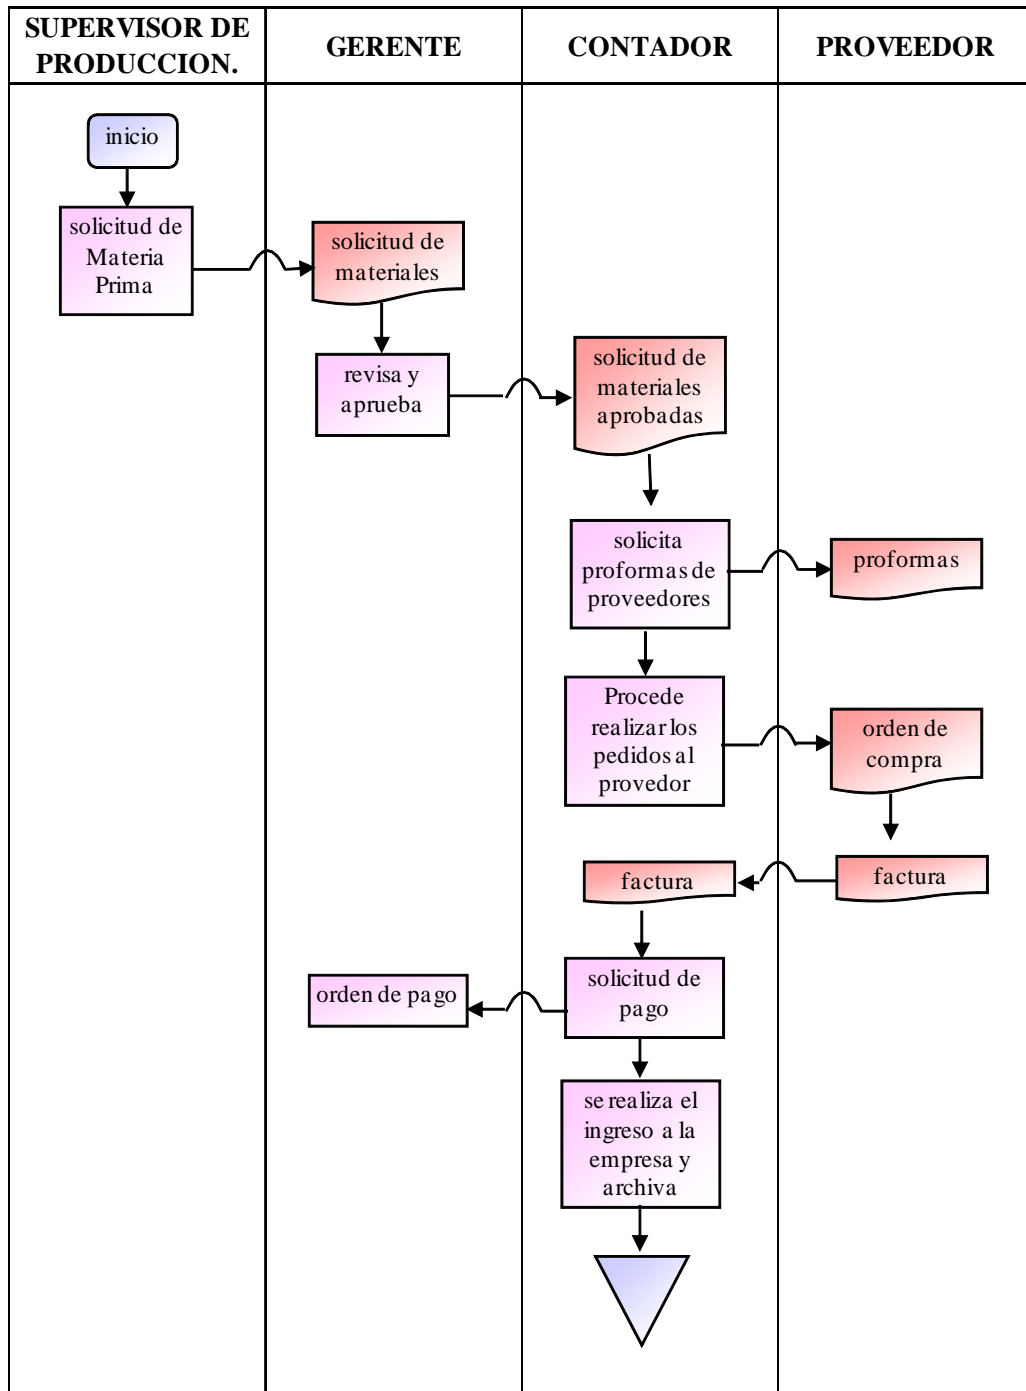 SUPERVISOR DE
PRODUCCION.
GERENTE
CONTADOR
PROVEEDOR
inicio
solicitud de
Materia
Prima
solicitud de
materiales
revisa y
aprueba
solicitud de
materiales
aprobadas
solicita
proformas de
proveedores
proformas
Procede
realizar los
pedidos al
provedor
orden de
compra
factura
factura
solicitud de
pago
orden de pago
se realiza el
ingreso a la
empresa y
archiva